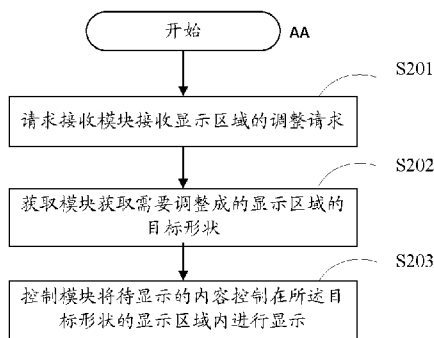 开始
AA
S201
请求接收模块接收显示区域的调整请求
S202
获取模块获取需要调整成的显示区域的
目标形状
S203
控制模块将待显示的内容控制在所述目
标形状的显示区域内进行显示